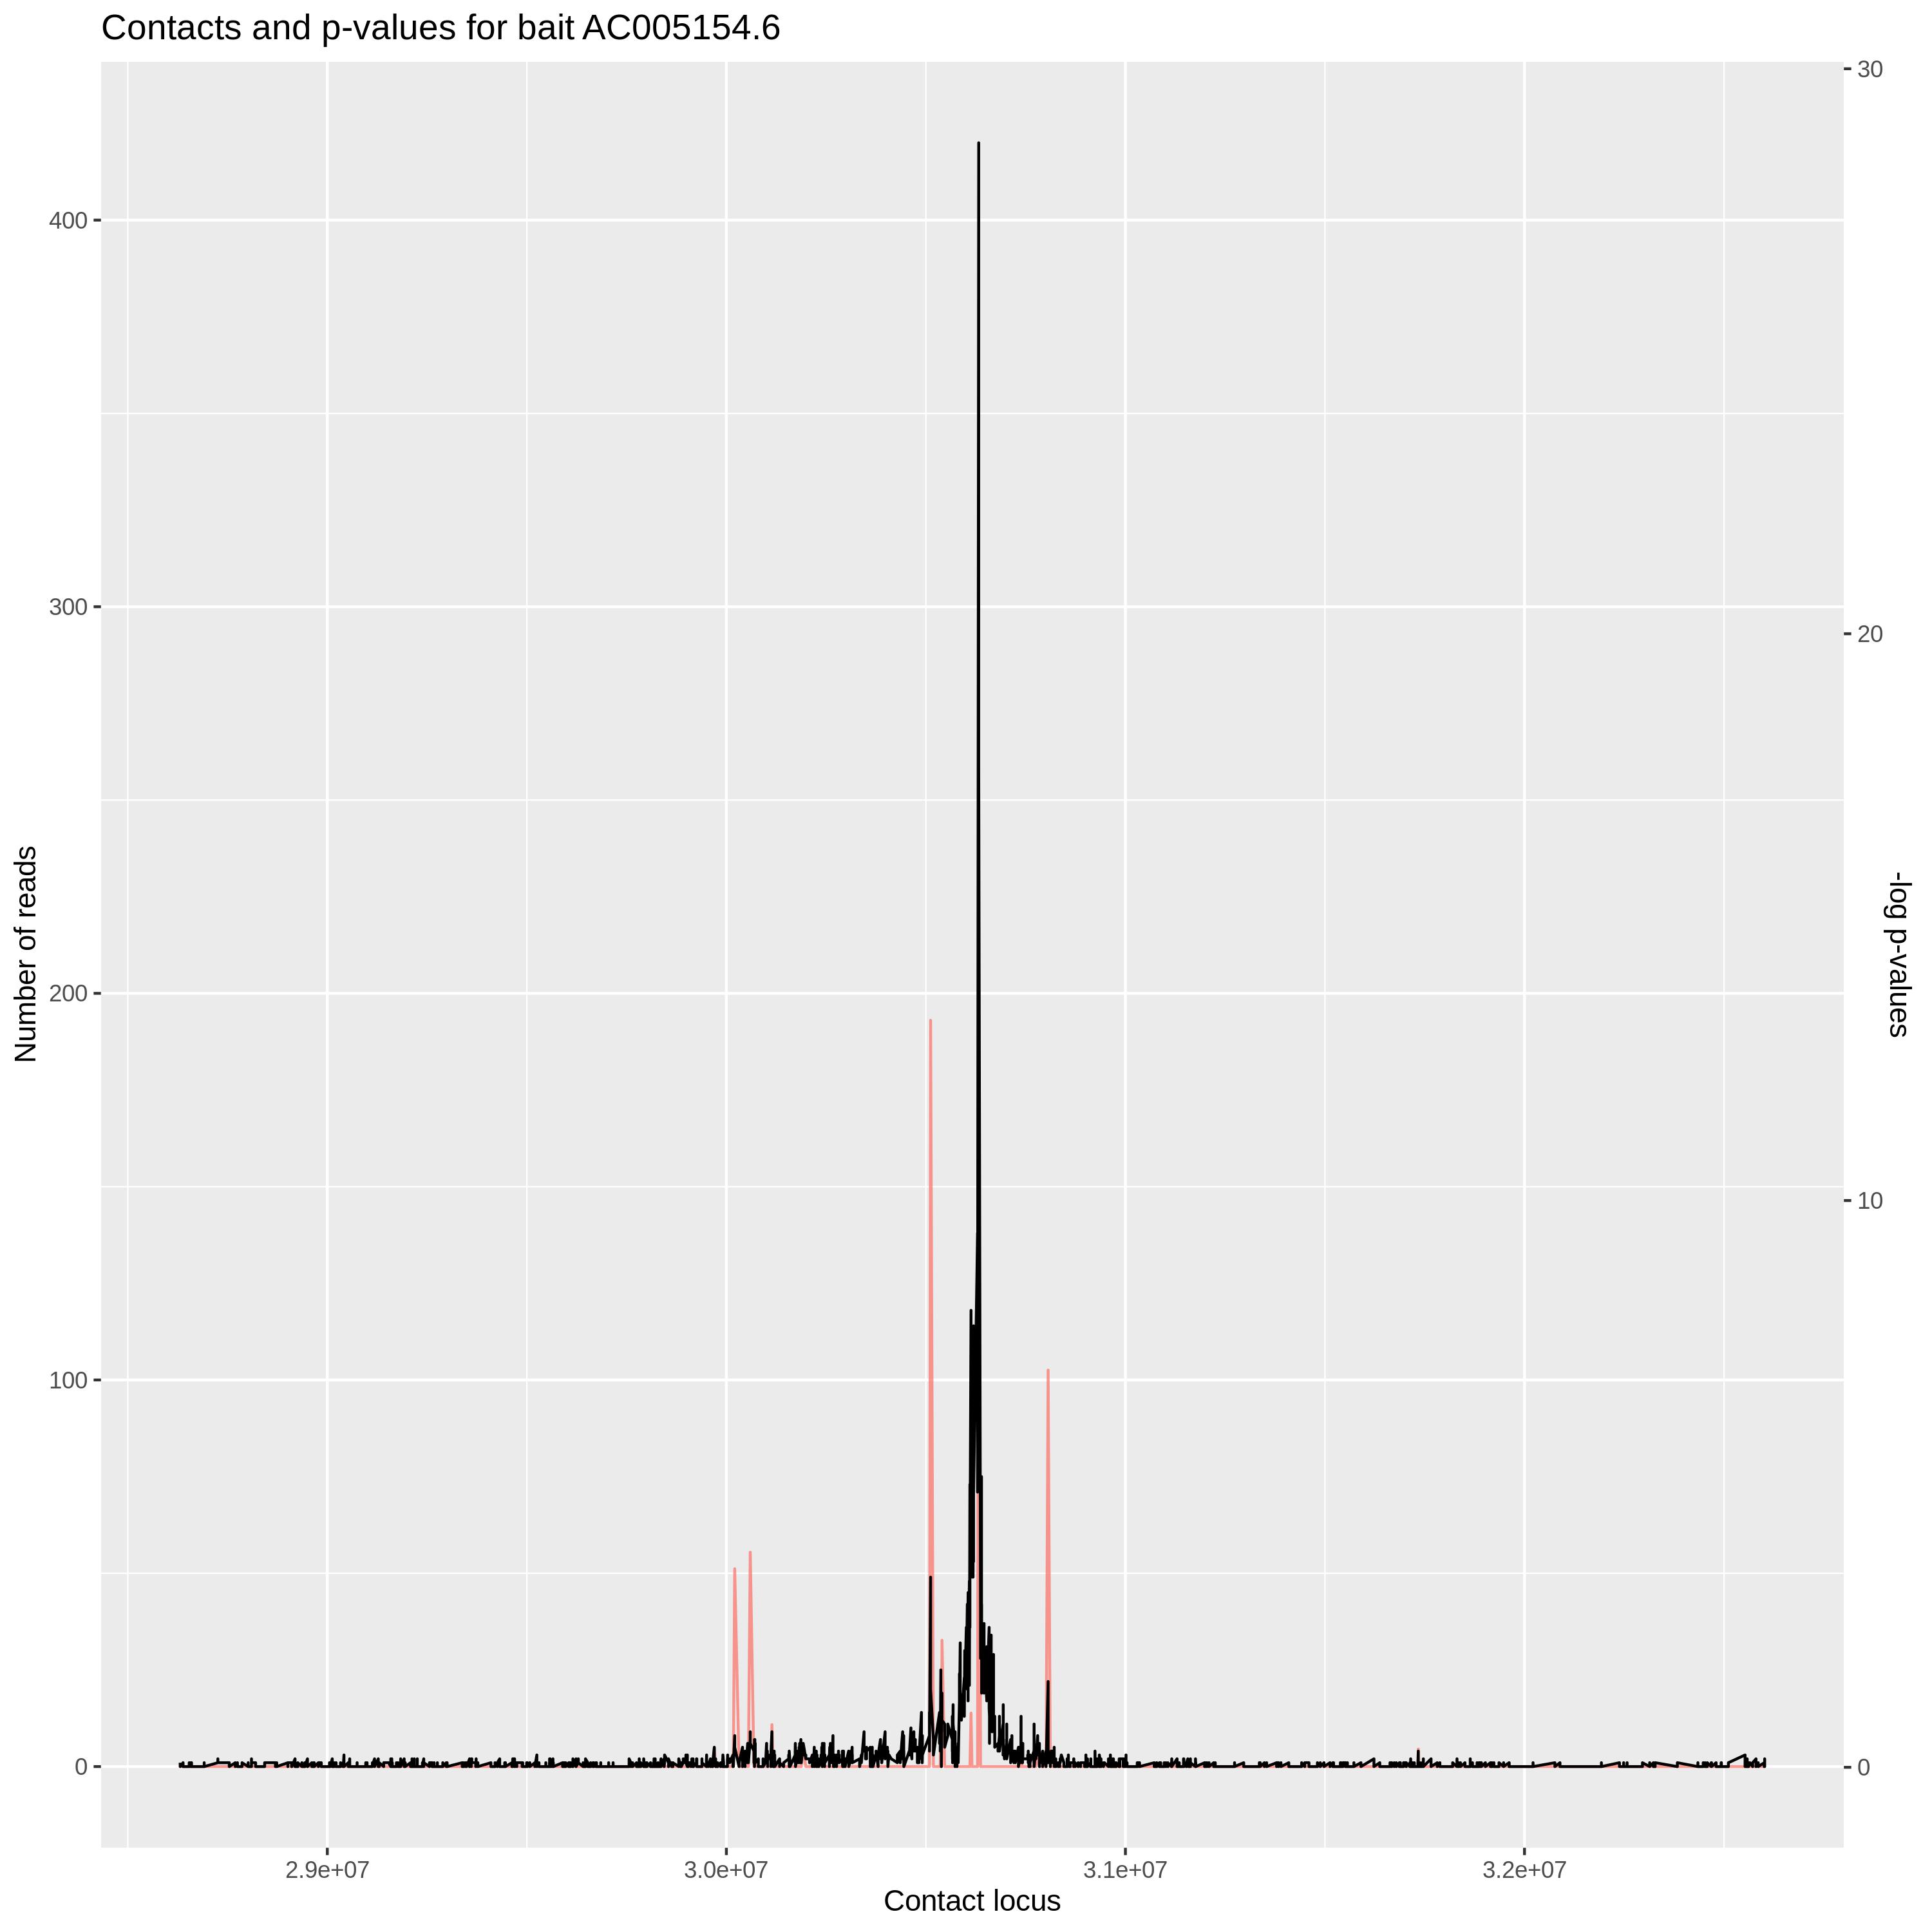 Contacts and p-values for bait AC005154.6
Number of reads
400
300
200
100
0
30
20
10
0
-log p-values
2.9e+07
3.0e+07
3.1e+07
3.2e+07
Contact locus